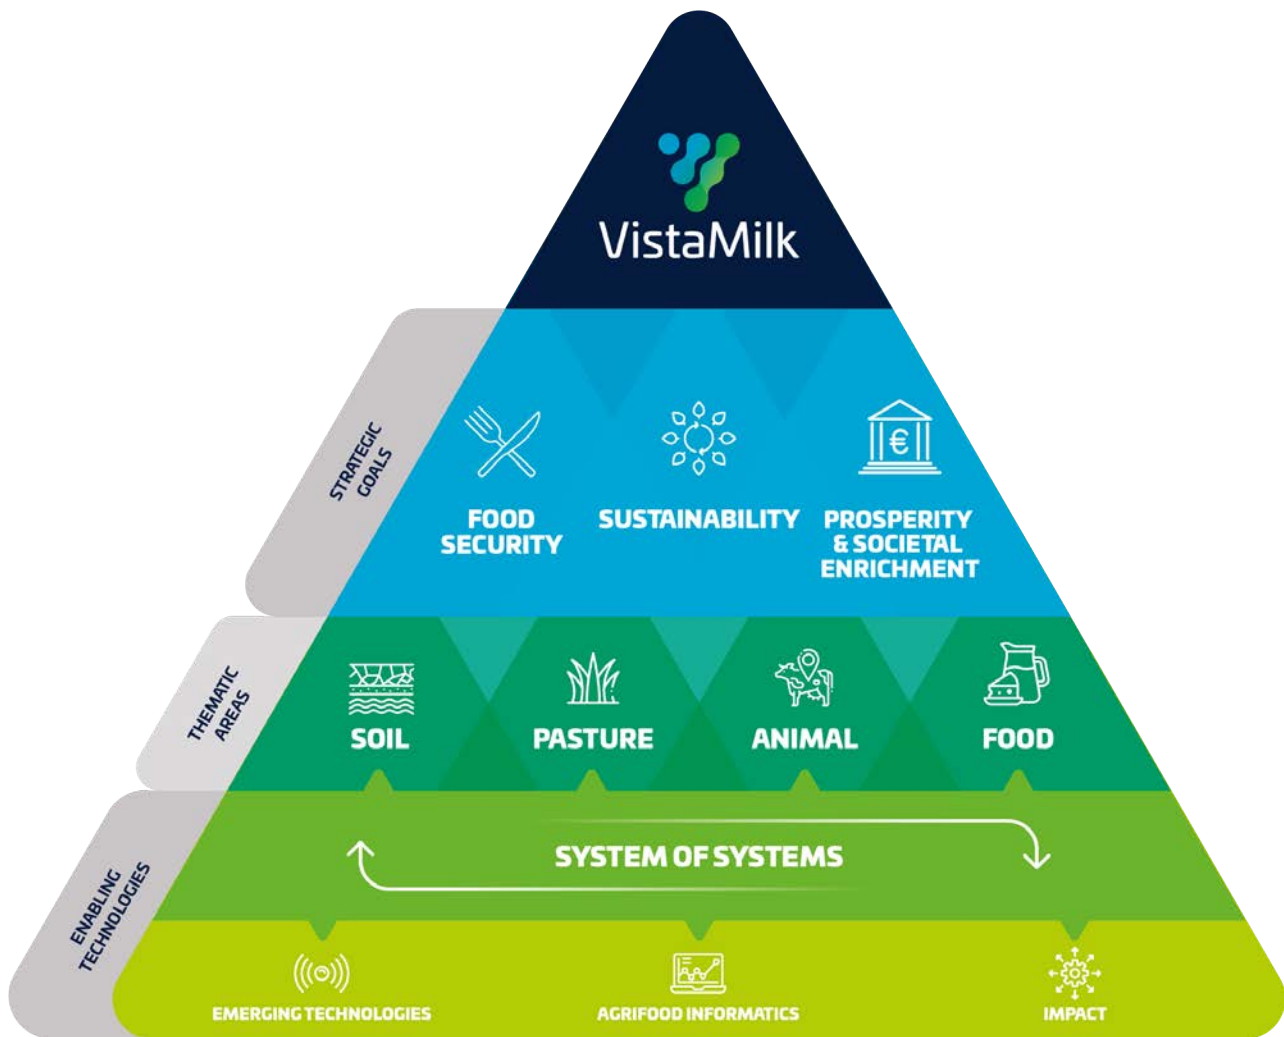 VistaMilk
STRATEGIC
GOALS
FOOD
SECURITY
SUSTAINABILITY
PROSPERITY
& SOCIETAL
ENRICHMENT
€
THEMATIC
AREAS
SOIL
PASTURE
ANIMAL
FOOD
ENABLING
TECHNOLOGIES
SYSTEM OF SYSTEMS
EMERGING TECHNOLOGIES
AGRIFOOD INFORMATICS
IMPACT